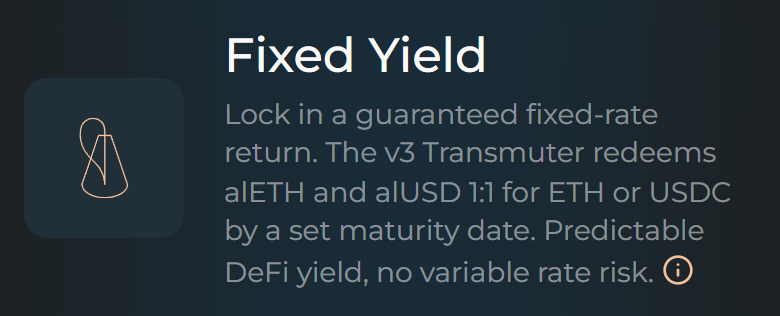 Fixed Yield
Lock in a guaranteed fixed-rate
return. The v3 Transmuter redeems
alETH and alUSD 1:1 for ETH or USDC
by a set maturity date. Predictable
DeFi yield, no variable rate risk.